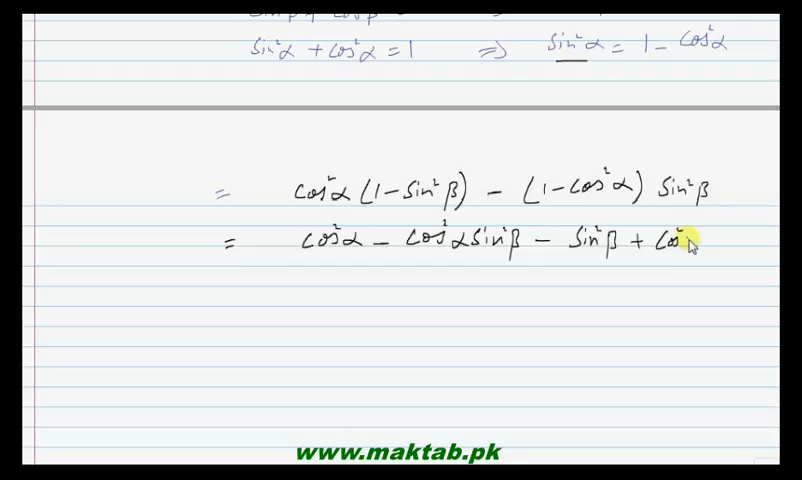 sin²α + cos²α = 1 ⇒ sin²α = 1 - cos²α
= cos²α (1 - sin²β) - (1 - cos²α) sin²β
= cos²α - cos²α sin²β - sin²β + cos²
www.maktab.pk